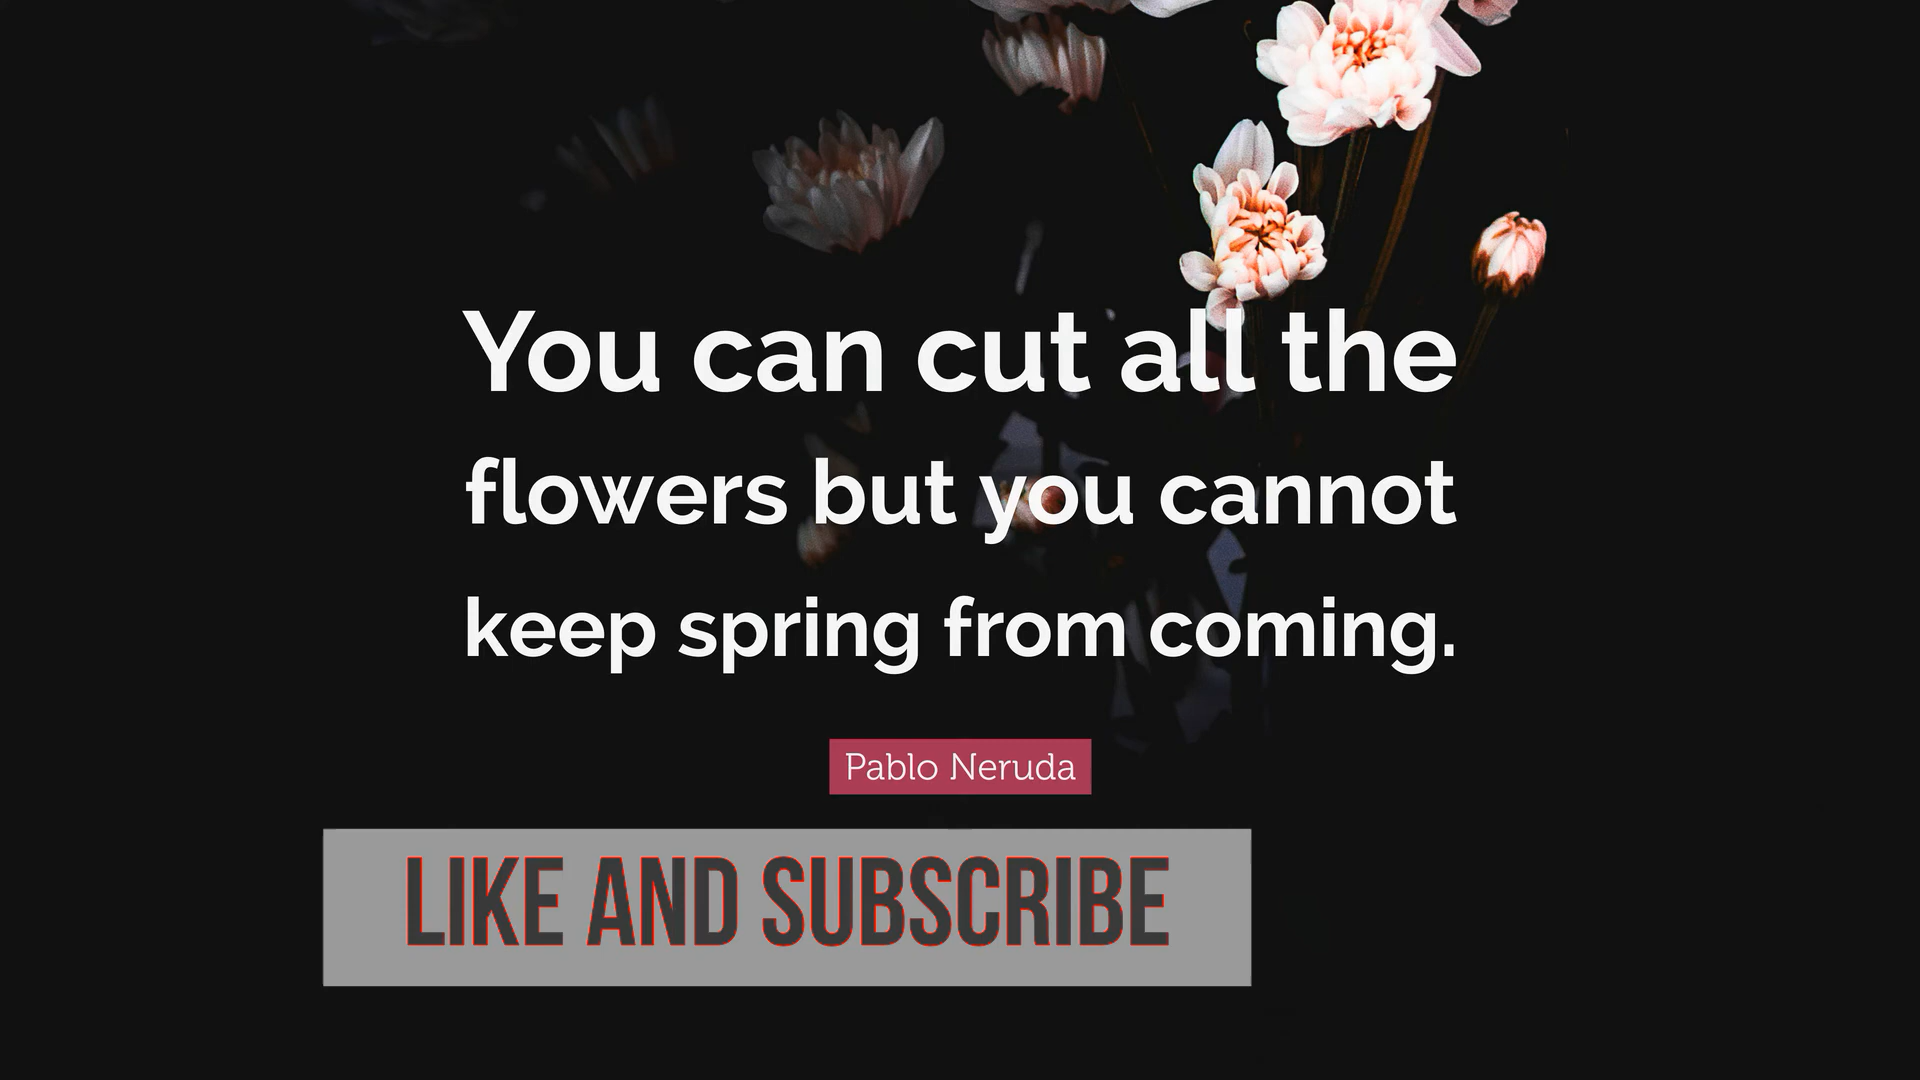 You can cut all the
flowers but you cannot
keep spring from coming.
Pablo Neruda
LIKE AND SUBSCRIBE